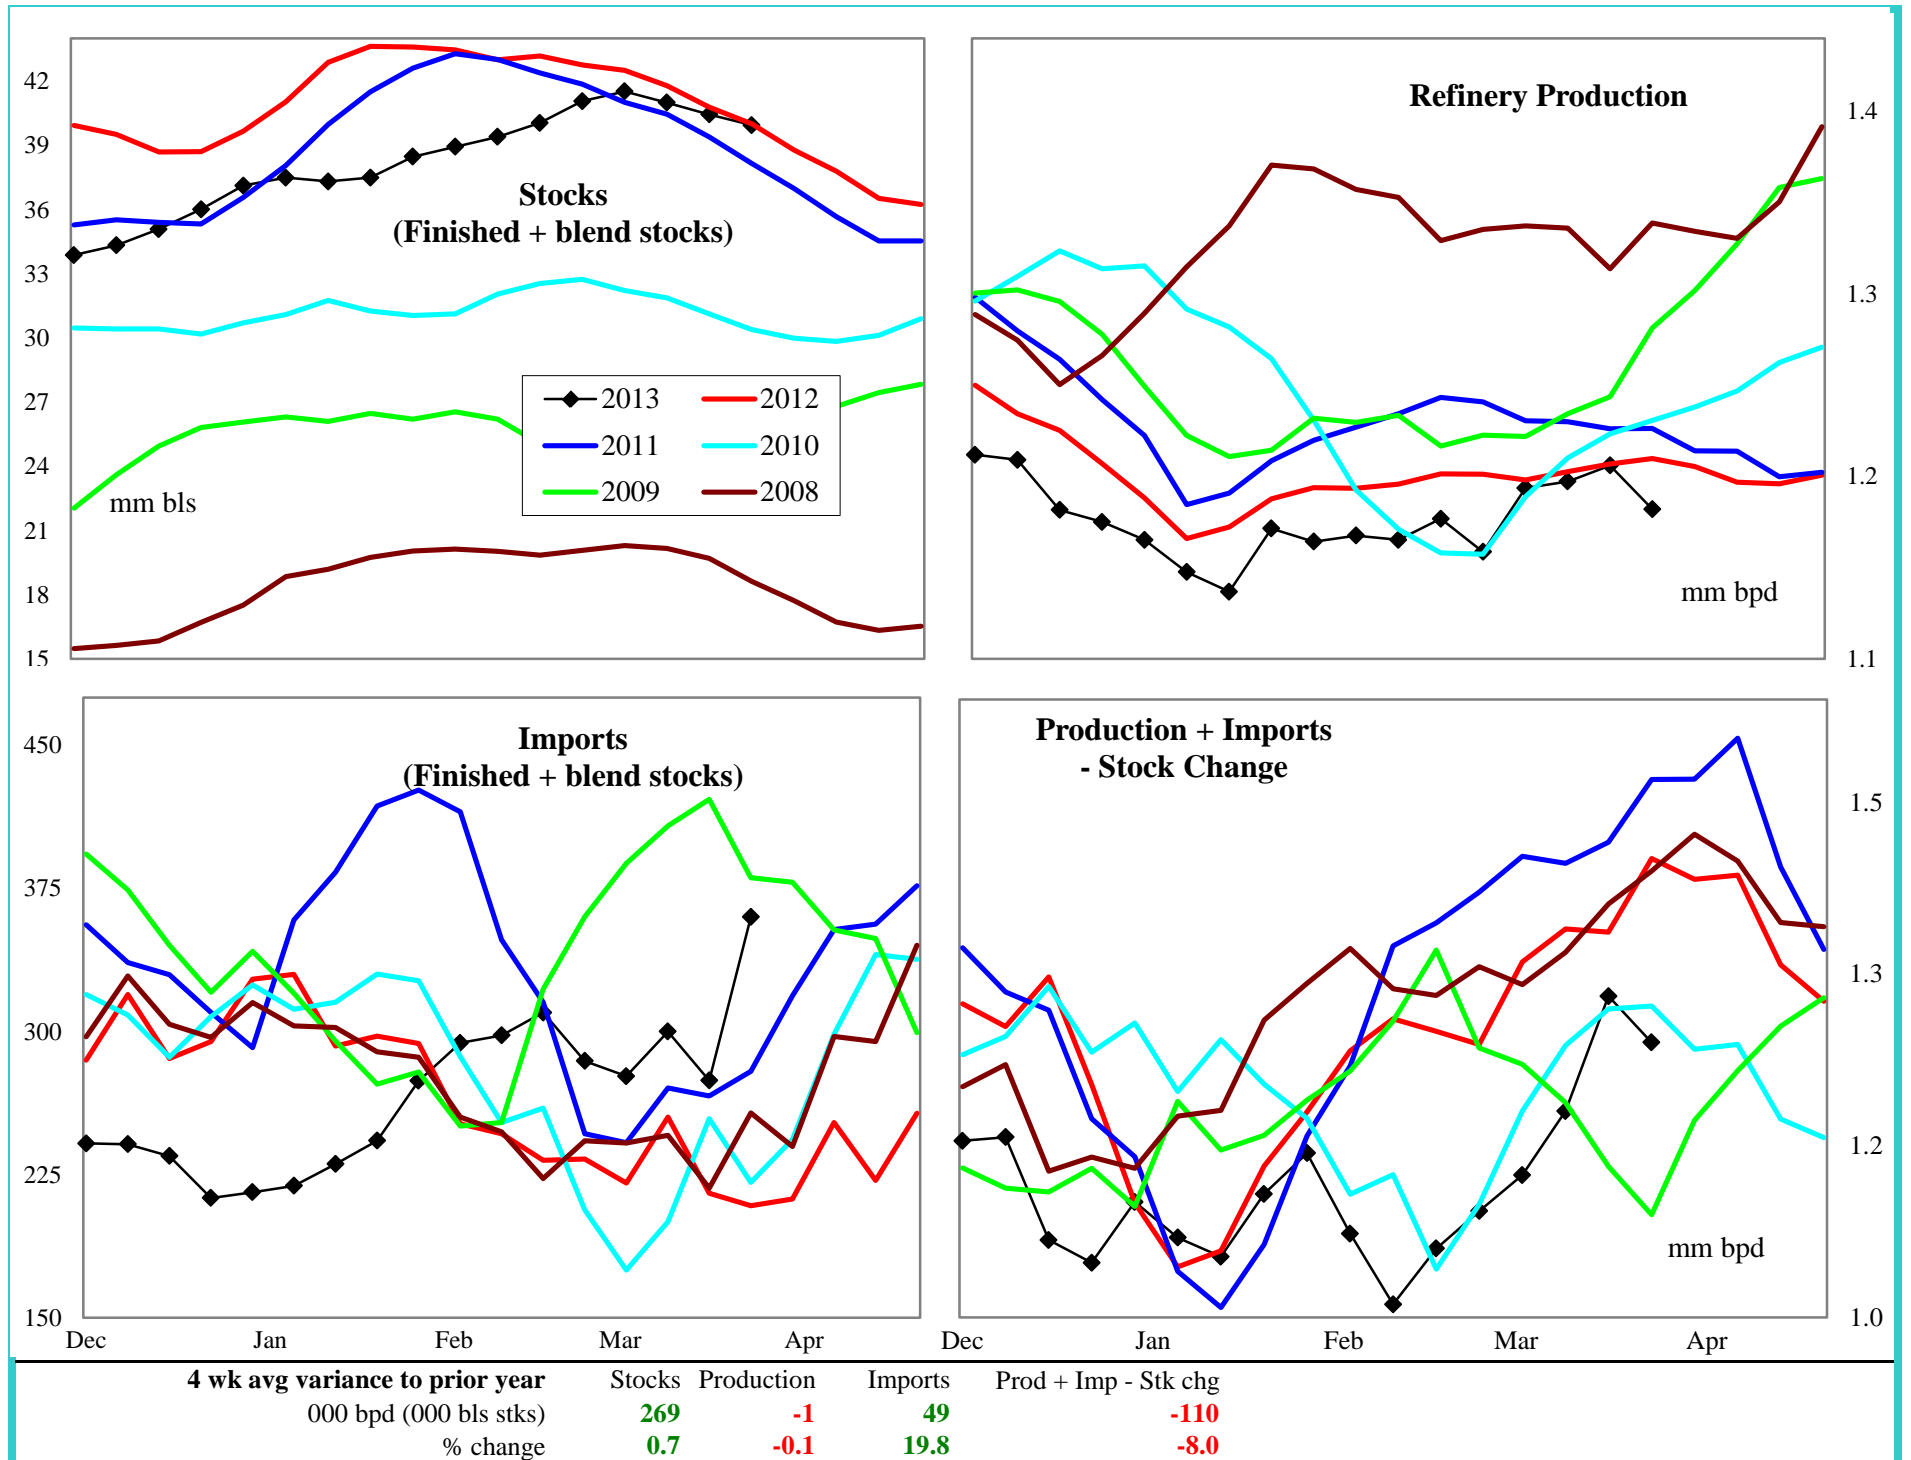 42
39
36
33
30
27
24
21
18
15
Stocks
(Finished + blend stocks)
2013 2012
2011 2010
2009 2008
mm bls
Refinery Production
mm bpd
1.4
1.3
1.2
1.1
Imports
(Finished + blend stocks)
450
375
300
225
150
Dec Jan Feb Mar Apr
Production + Imports
- Stock Change
mm bpd
1.5
1.3
1.2
1.0
Dec Jan Feb Mar Apr
4 wk avg variance to prior year Stocks Production Imports Prod + Imp - Stk chg
000 bpd (000 bls stks) 269 -1 49 -110
% change 0.7 -0.1 19.8 -8.0